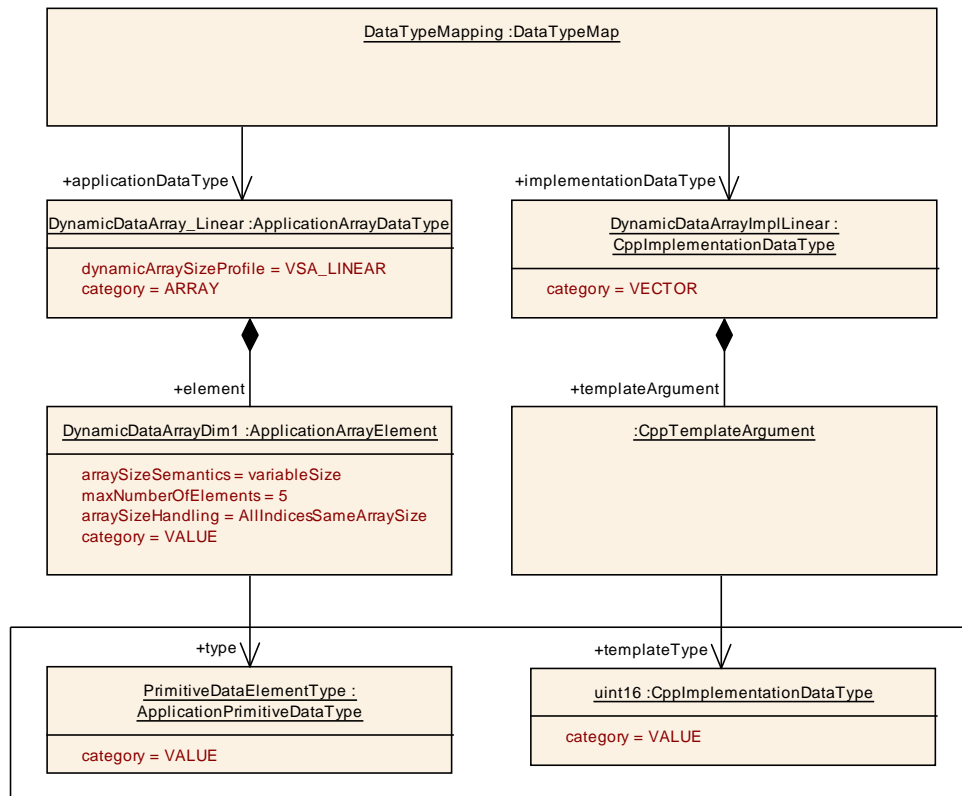 DataTypeMapping :DataTypeMap
+applicationDataType
+implementationDataType
DynamicDataArray_Linear :ApplicationArrayDataType
dynamicArraySizeProfile = VSA_LINEAR
category = ARRAY
DynamicDataArrayImplLinear :
CppImplementationDataType
category = VECTOR
+element
+templateArgument
DynamicDataArrayDim1 :ApplicationArrayElement
arraySizeSemantics = variableSize
maxNumberOfElements = 5
arraySizeHandling = AllIndicesSameArraySize
category = VALUE
:CppTemplateArgument
+type
+templateType
PrimitiveDataElementType :
ApplicationPrimitiveDataType
category = VALUE
uint16 :CppImplementationDataType
category = VALUE